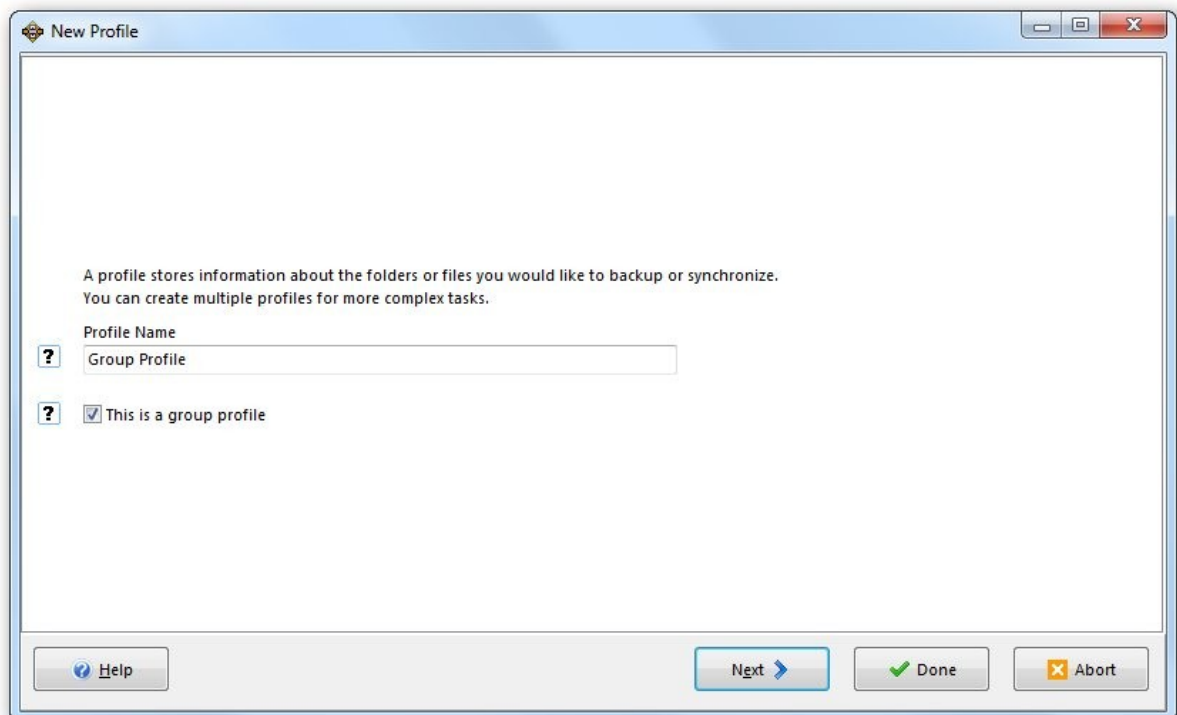 New Profile
A profile stores information about the folders or files you would like to backup or synchronize.
You can create multiple profiles for more complex tasks.
Profile Name
? Group Profile
? This is a group profile
? Help Next Done Abort